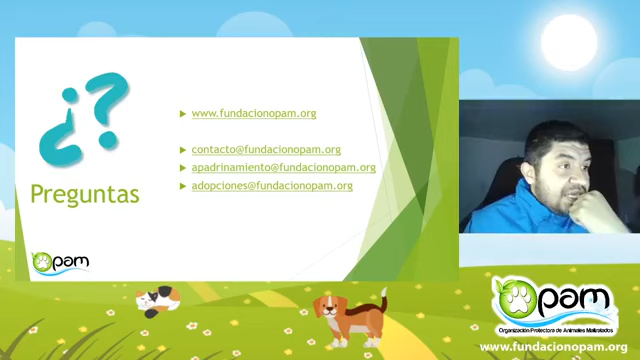 ¿?
Preguntas
www.fundacionopam.org
contacto@fundacionopam.org
apadrinamiento@fundacionopam.org
adopciones@fundacionopam.org
Opam
Opam
Organización Protectora de Animales Maltratados
www.fundacionopam.org